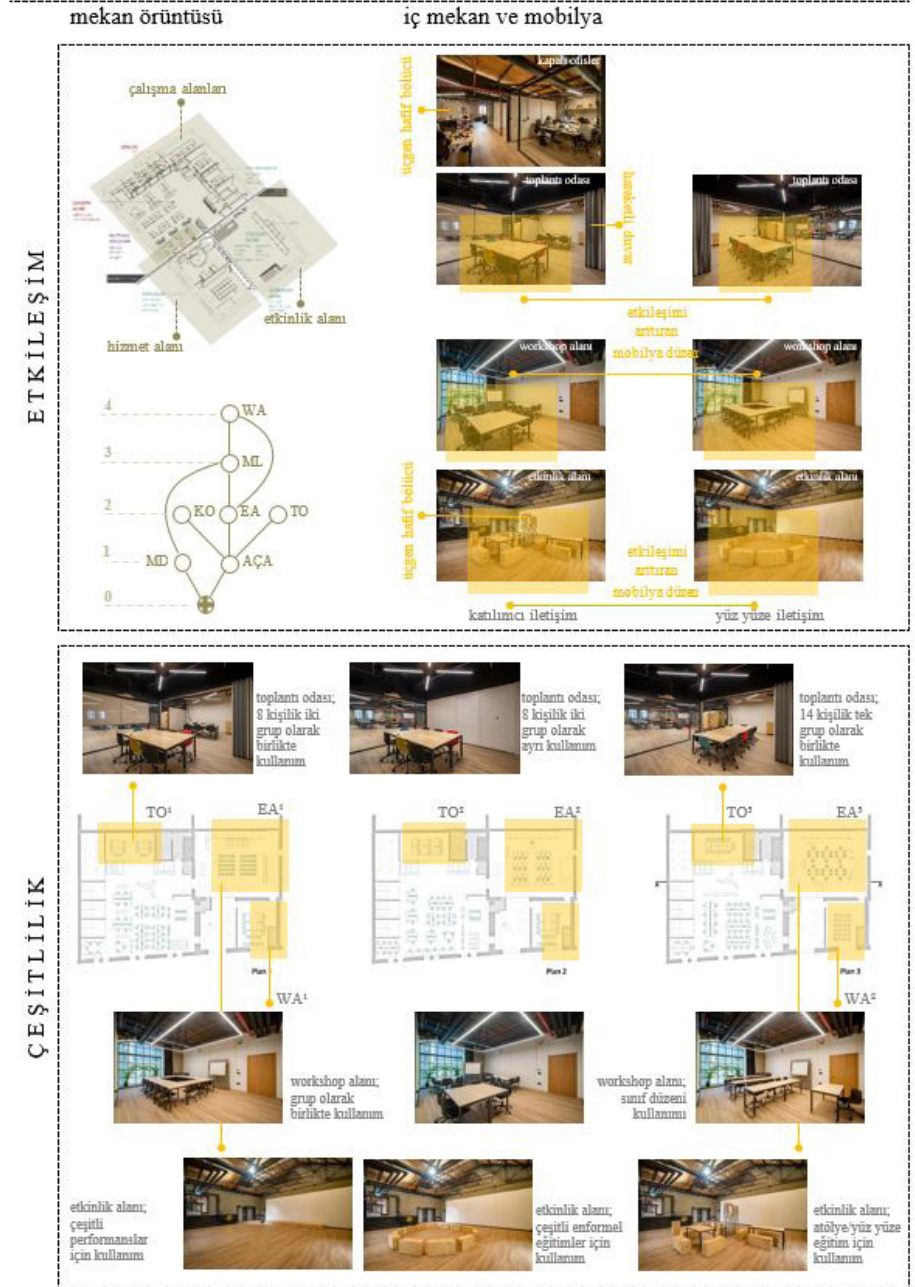 mekan örüntüsü
iç mekan ve mobilya
ETKİLEŞİM
çalışma alanları
etkinlik alanı
hizmet alanı
4
WA
3
ML
2
KO
EA
TO
1
MD
AÇA
0
kapalı ofisler
üçgen hafif bölücü
toplantı odası
hareketli duvar
toplantı odası
etkileşimi
arttıran
mobilya düzeni
workshop alanı
workshop alanı
etkinlik alanı
etkinlik alanı
üçgen hafif bölücü
etkileşimi
arttıran
mobilya düzeni
katılımcı iletişim
yüz yüze iletişim
ÇEŞİTLİLİK
toplantı odası;
8 kişilik iki
grup olarak
birlikte
kullanım
toplantı odası;
8 kişilik iki
grup olarak
ayrı kullanım
toplantı odası;
14 kişilik tek
grup olarak
birlikte
kullanım
TO¹
EA¹
TO²
EA²
TO³
EA³
Plan
Plan 2
Plan 3
WA¹
WA²
workshop alanı;
grup olarak
birlikte kullanım
workshop alanı;
sınıf düzeni
kullanımı
etkinlik alanı;
çeşitli
performanslar
için kullanım
etkinlik alanı;
çeşitli enformel
eğitimler için
kullanım
etkinlik alanı;
atölye/yüz yüze
eğitim için
kullanım